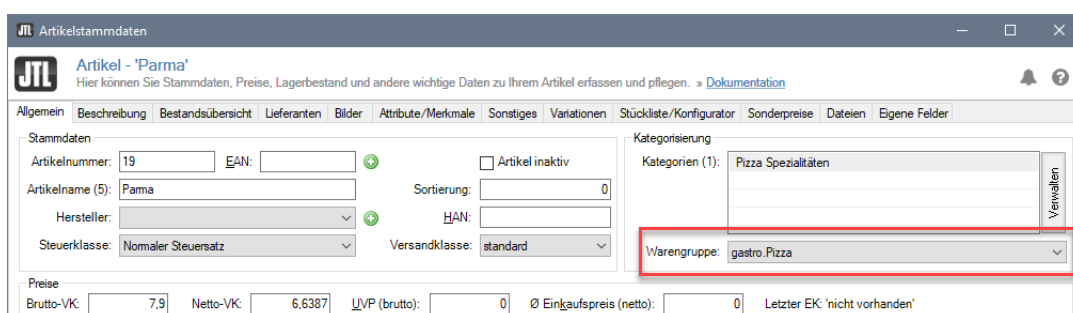 JTL Artikelstammdaten
JTL
Artikel - 'Parma'
Hier können Sie Stammdaten, Preise, Lagerbestand und andere wichtige Daten zu Ihrem Artikel erfassen und pflegen. » Dokumentation
Allgemein Beschreibung Bestandsübersicht Lieferanten Bilder Attribute/Merkmale Sonstiges Variationen Stückliste/Konfigurator Sonderpreise Dateien Eigene Felder
Stammdaten Kategorisierung
Artikelnummer: 19 EAN: Artikel inaktiv Kategorien (1): Pizza Spezialitäten
Artikelname (5): Parma Sortierung: 0 Verwalten
Hersteller: HAN:
Steuerklasse: Normaler Steuersatz Versandklasse: standard Warengruppe: gastro.Pizza
Preise
Brutto-VK: 7,9 Netto-VK: 6,6387 UVP (brutto): 0 Ø Einkaufspreis (netto): 0 Letzter EK: 'nicht vorhanden'